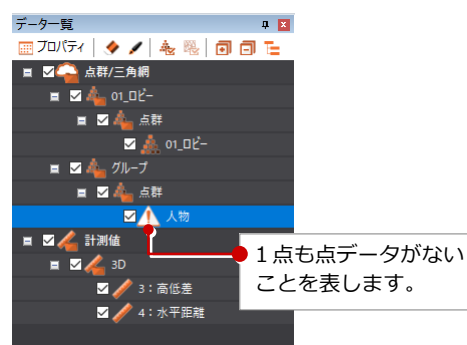 データ一覧
プロパティ
点群/三角網
01_ロビー
点群
01_ロビー
グループ
点群
人物
計測値
3D
3：高低差
4：水平距離
１点も点データがない
ことを表します。